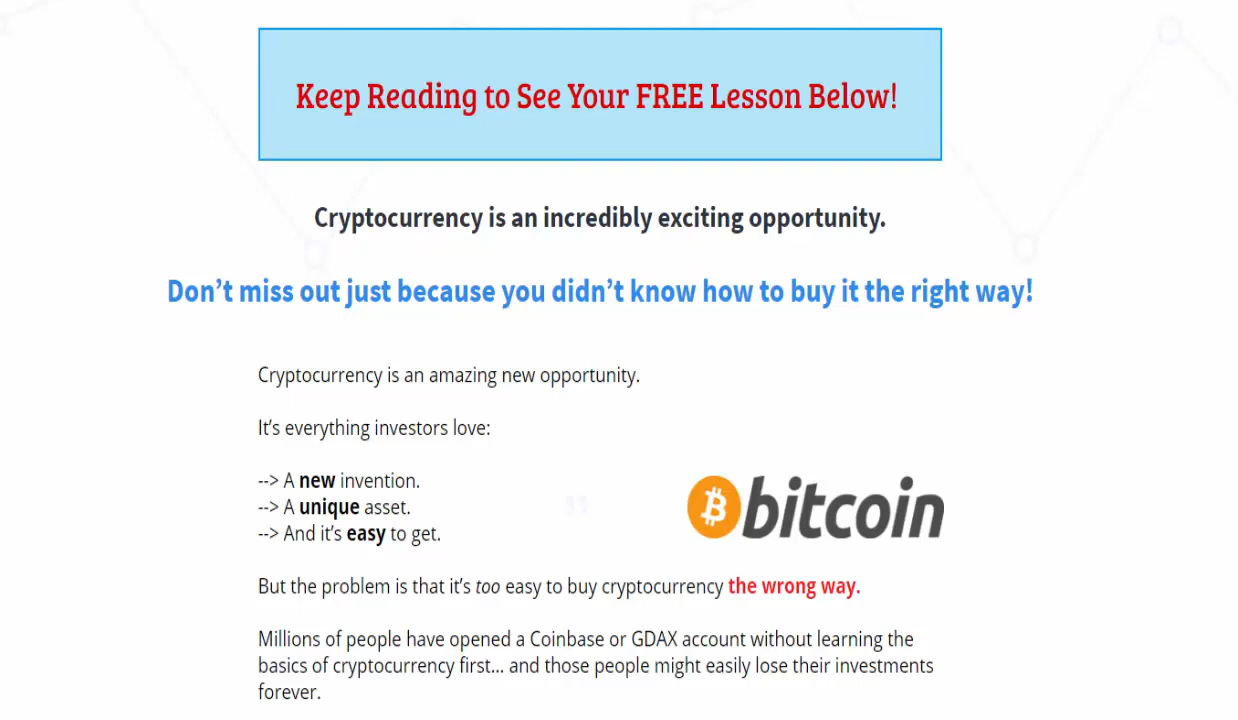 Keep Reading to See Your FREE Lesson Below!
Cryptocurrency is an incredibly exciting opportunity.
Don’t miss out just because you didn’t know how to buy it the right way!
Cryptocurrency is an amazing new opportunity.
It’s everything investors love:
--> A new invention.
--> A unique asset.
--> And it’s easy to get.
bitcoin
But the problem is that it’s too easy to buy cryptocurrency the wrong way.
Millions of people have opened a Coinbase or GDAX account without learning the
basics of cryptocurrency first... and those people might easily lose their investments
forever.